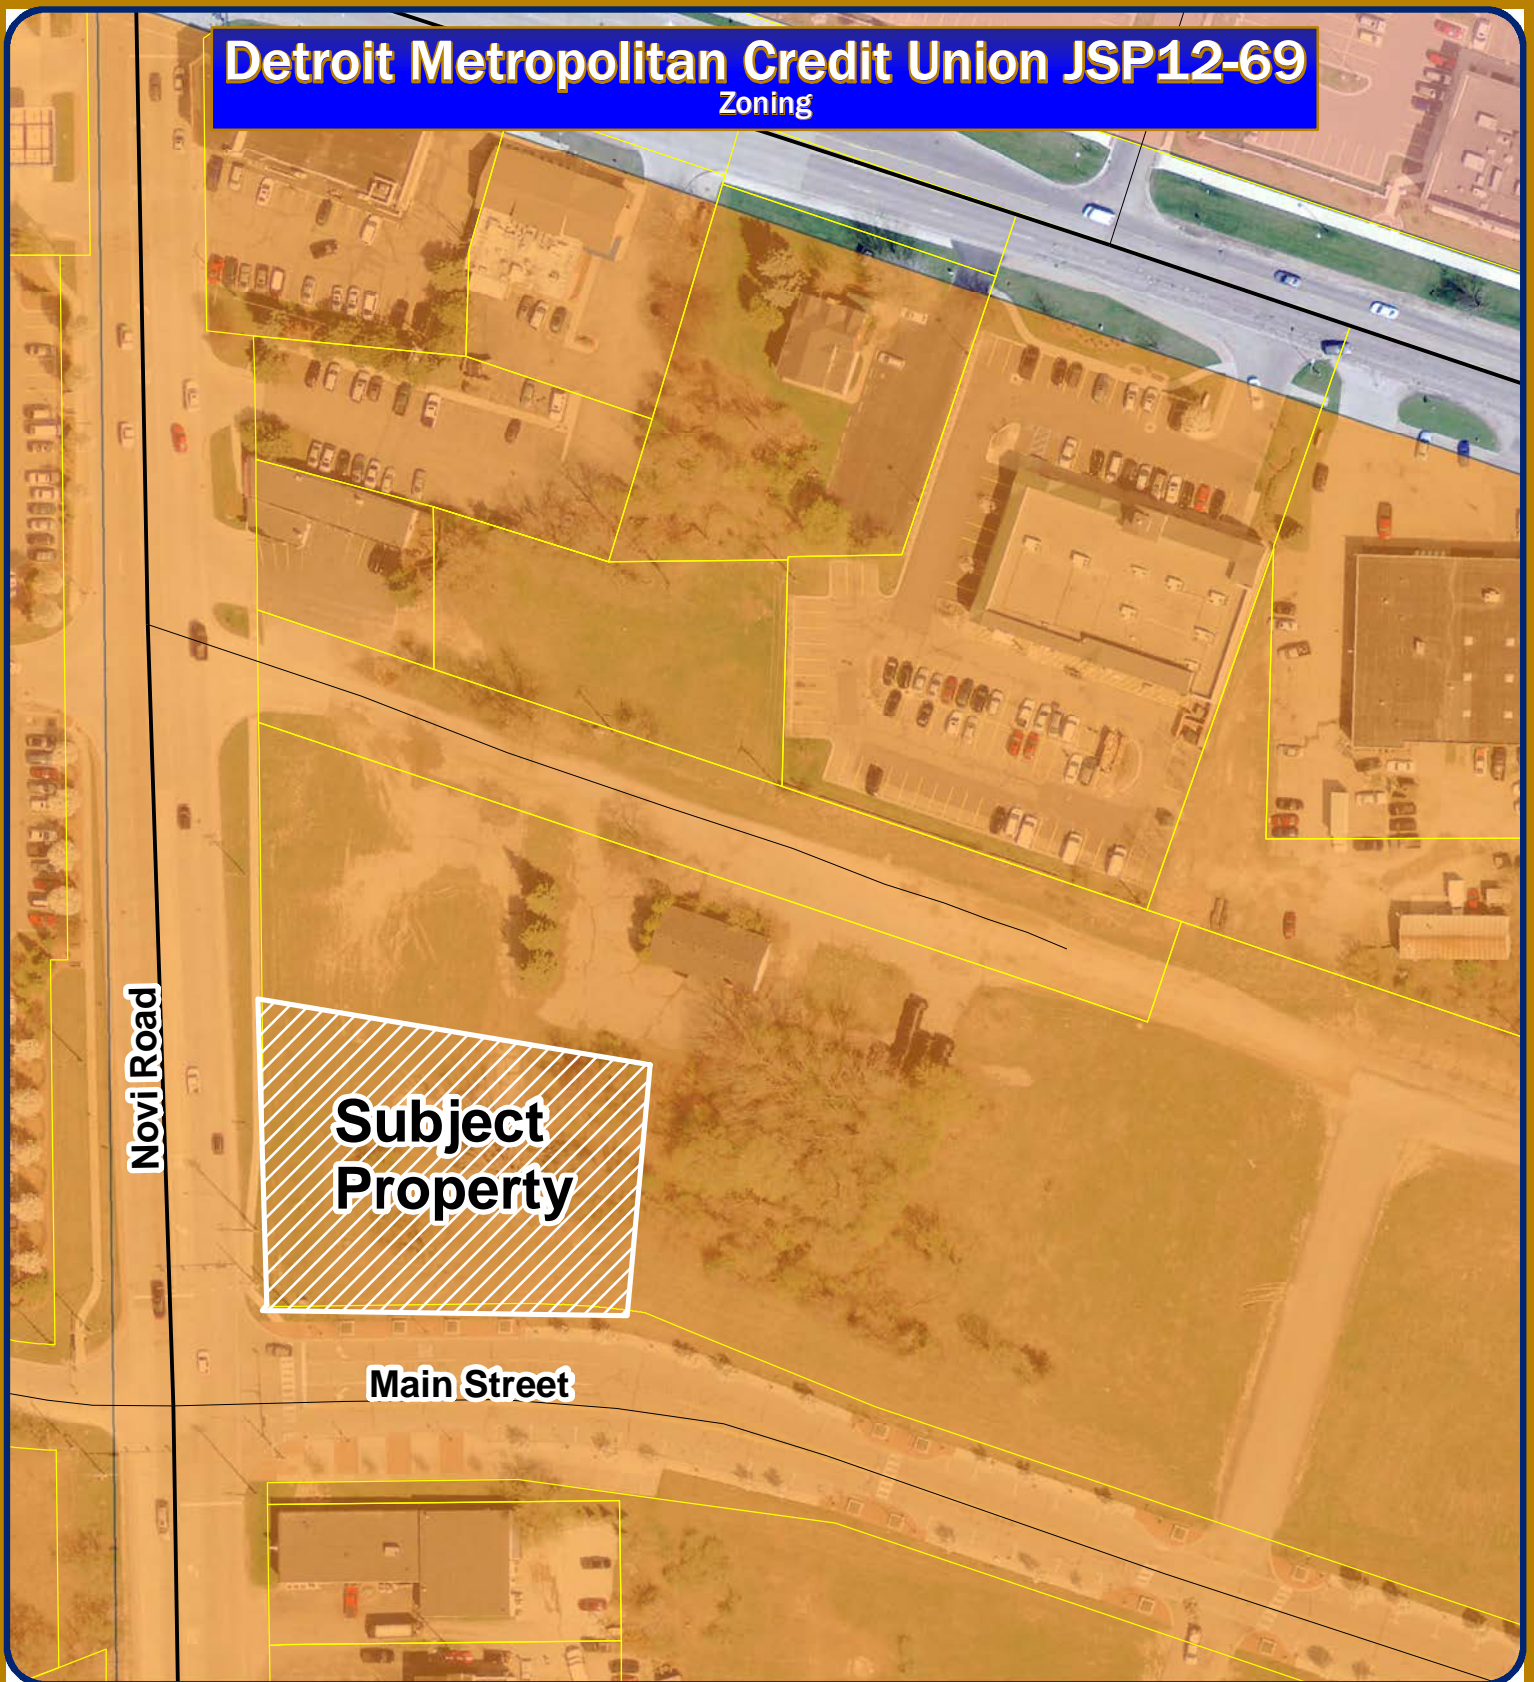 Detroit Metropolitan Credit Union JSP12-69
Zoning
Novi Road
Subject
Property
Main Street